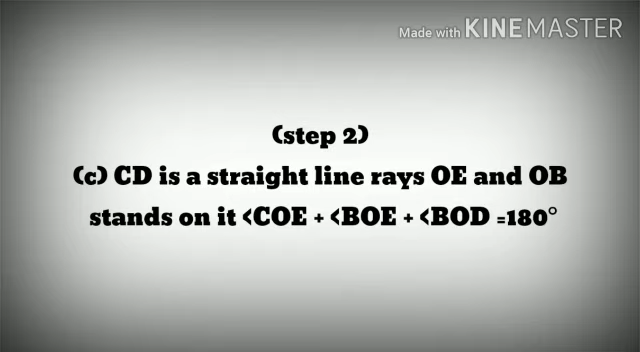 Made with KINEMASTER
(step 2)
(c) CD is a straight line rays OE and OB
stands on it <COE + <BOE + <BOD =180°